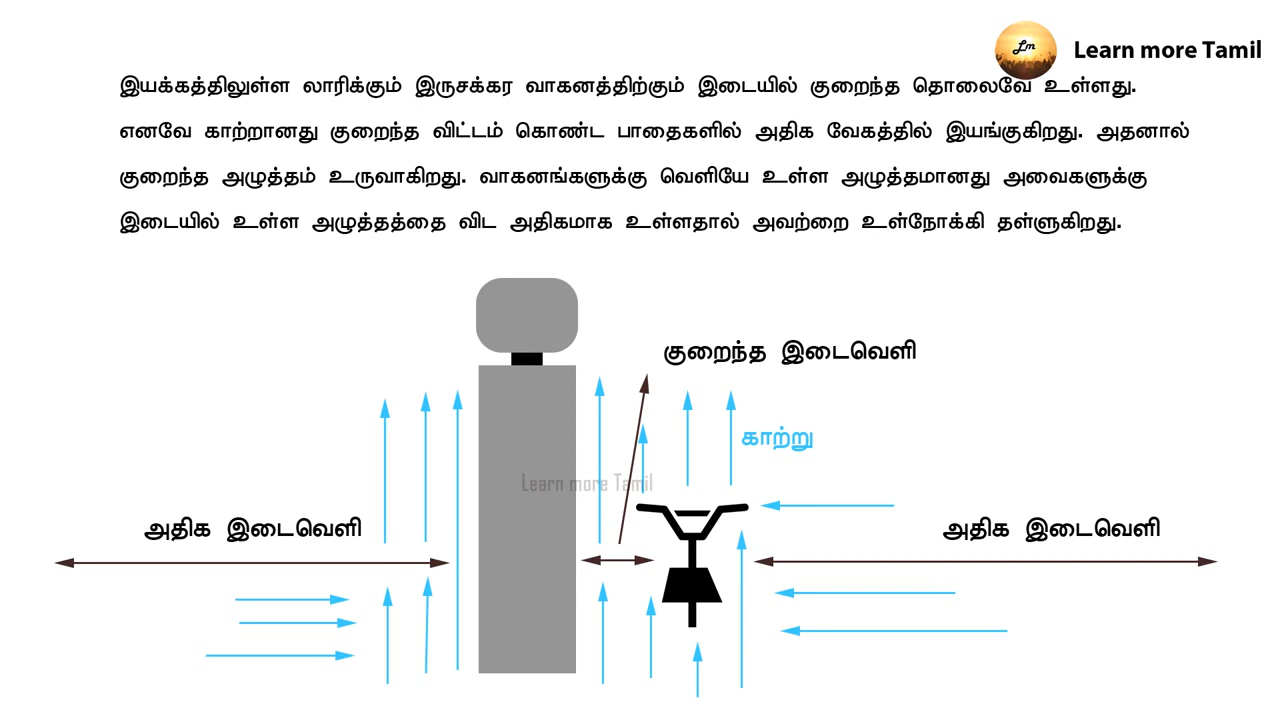 Lm
Learn more Tamil
இயக்கத்திலுள்ள லாரிக்கும் இருசக்கர வாகனத்திற்கும் இடையில் குறைந்த தொலைவே உள்ளது.
எனவே காற்றானது குறைந்த விட்டம் கொண்ட பாதைகளில் அதிக வேகத்தில் இயங்குகிறது. அதனால்
குறைந்த அழுத்தம் உருவாகிறது. வாகனங்களுக்கு வெளியே உள்ள அழுத்தமானது அவைகளுக்கு
இடையில் உள்ள அழுத்தத்தை விட அதிகமாக உள்ளதால் அவற்றை உள்நோக்கி தள்ளுகிறது.
குறைந்த இடைவெளி
காற்று
Learn more Tamil
அதிக இடைவெளி
அதிக இடைவெளி